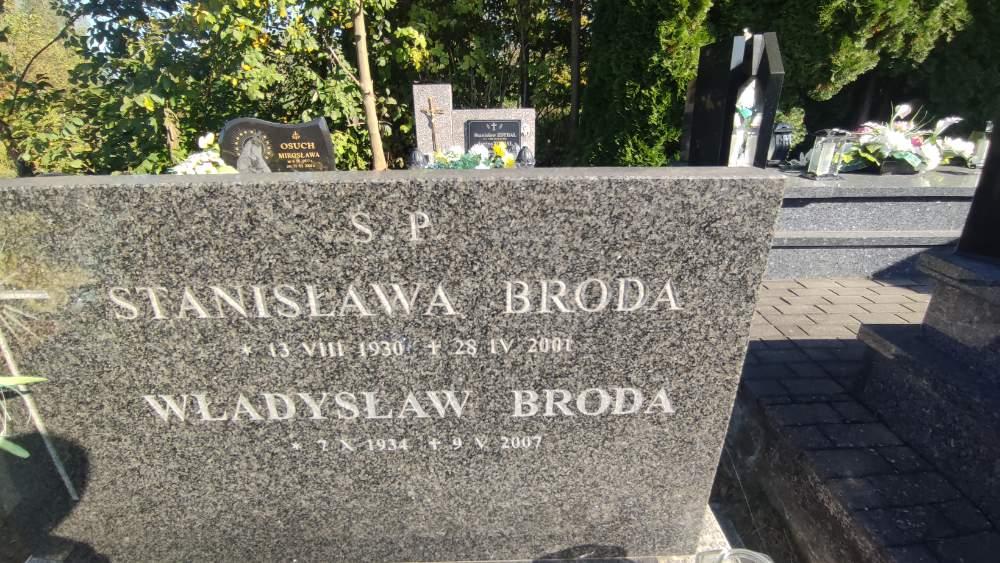 OSUCH
MIROSŁAWA
S. P.
STANISŁAWA BRODA
* 13 VIII 1930 + 28 IV 2001
WŁADYSŁAW BRODA
* 7 X 1934 + 9 V 2007